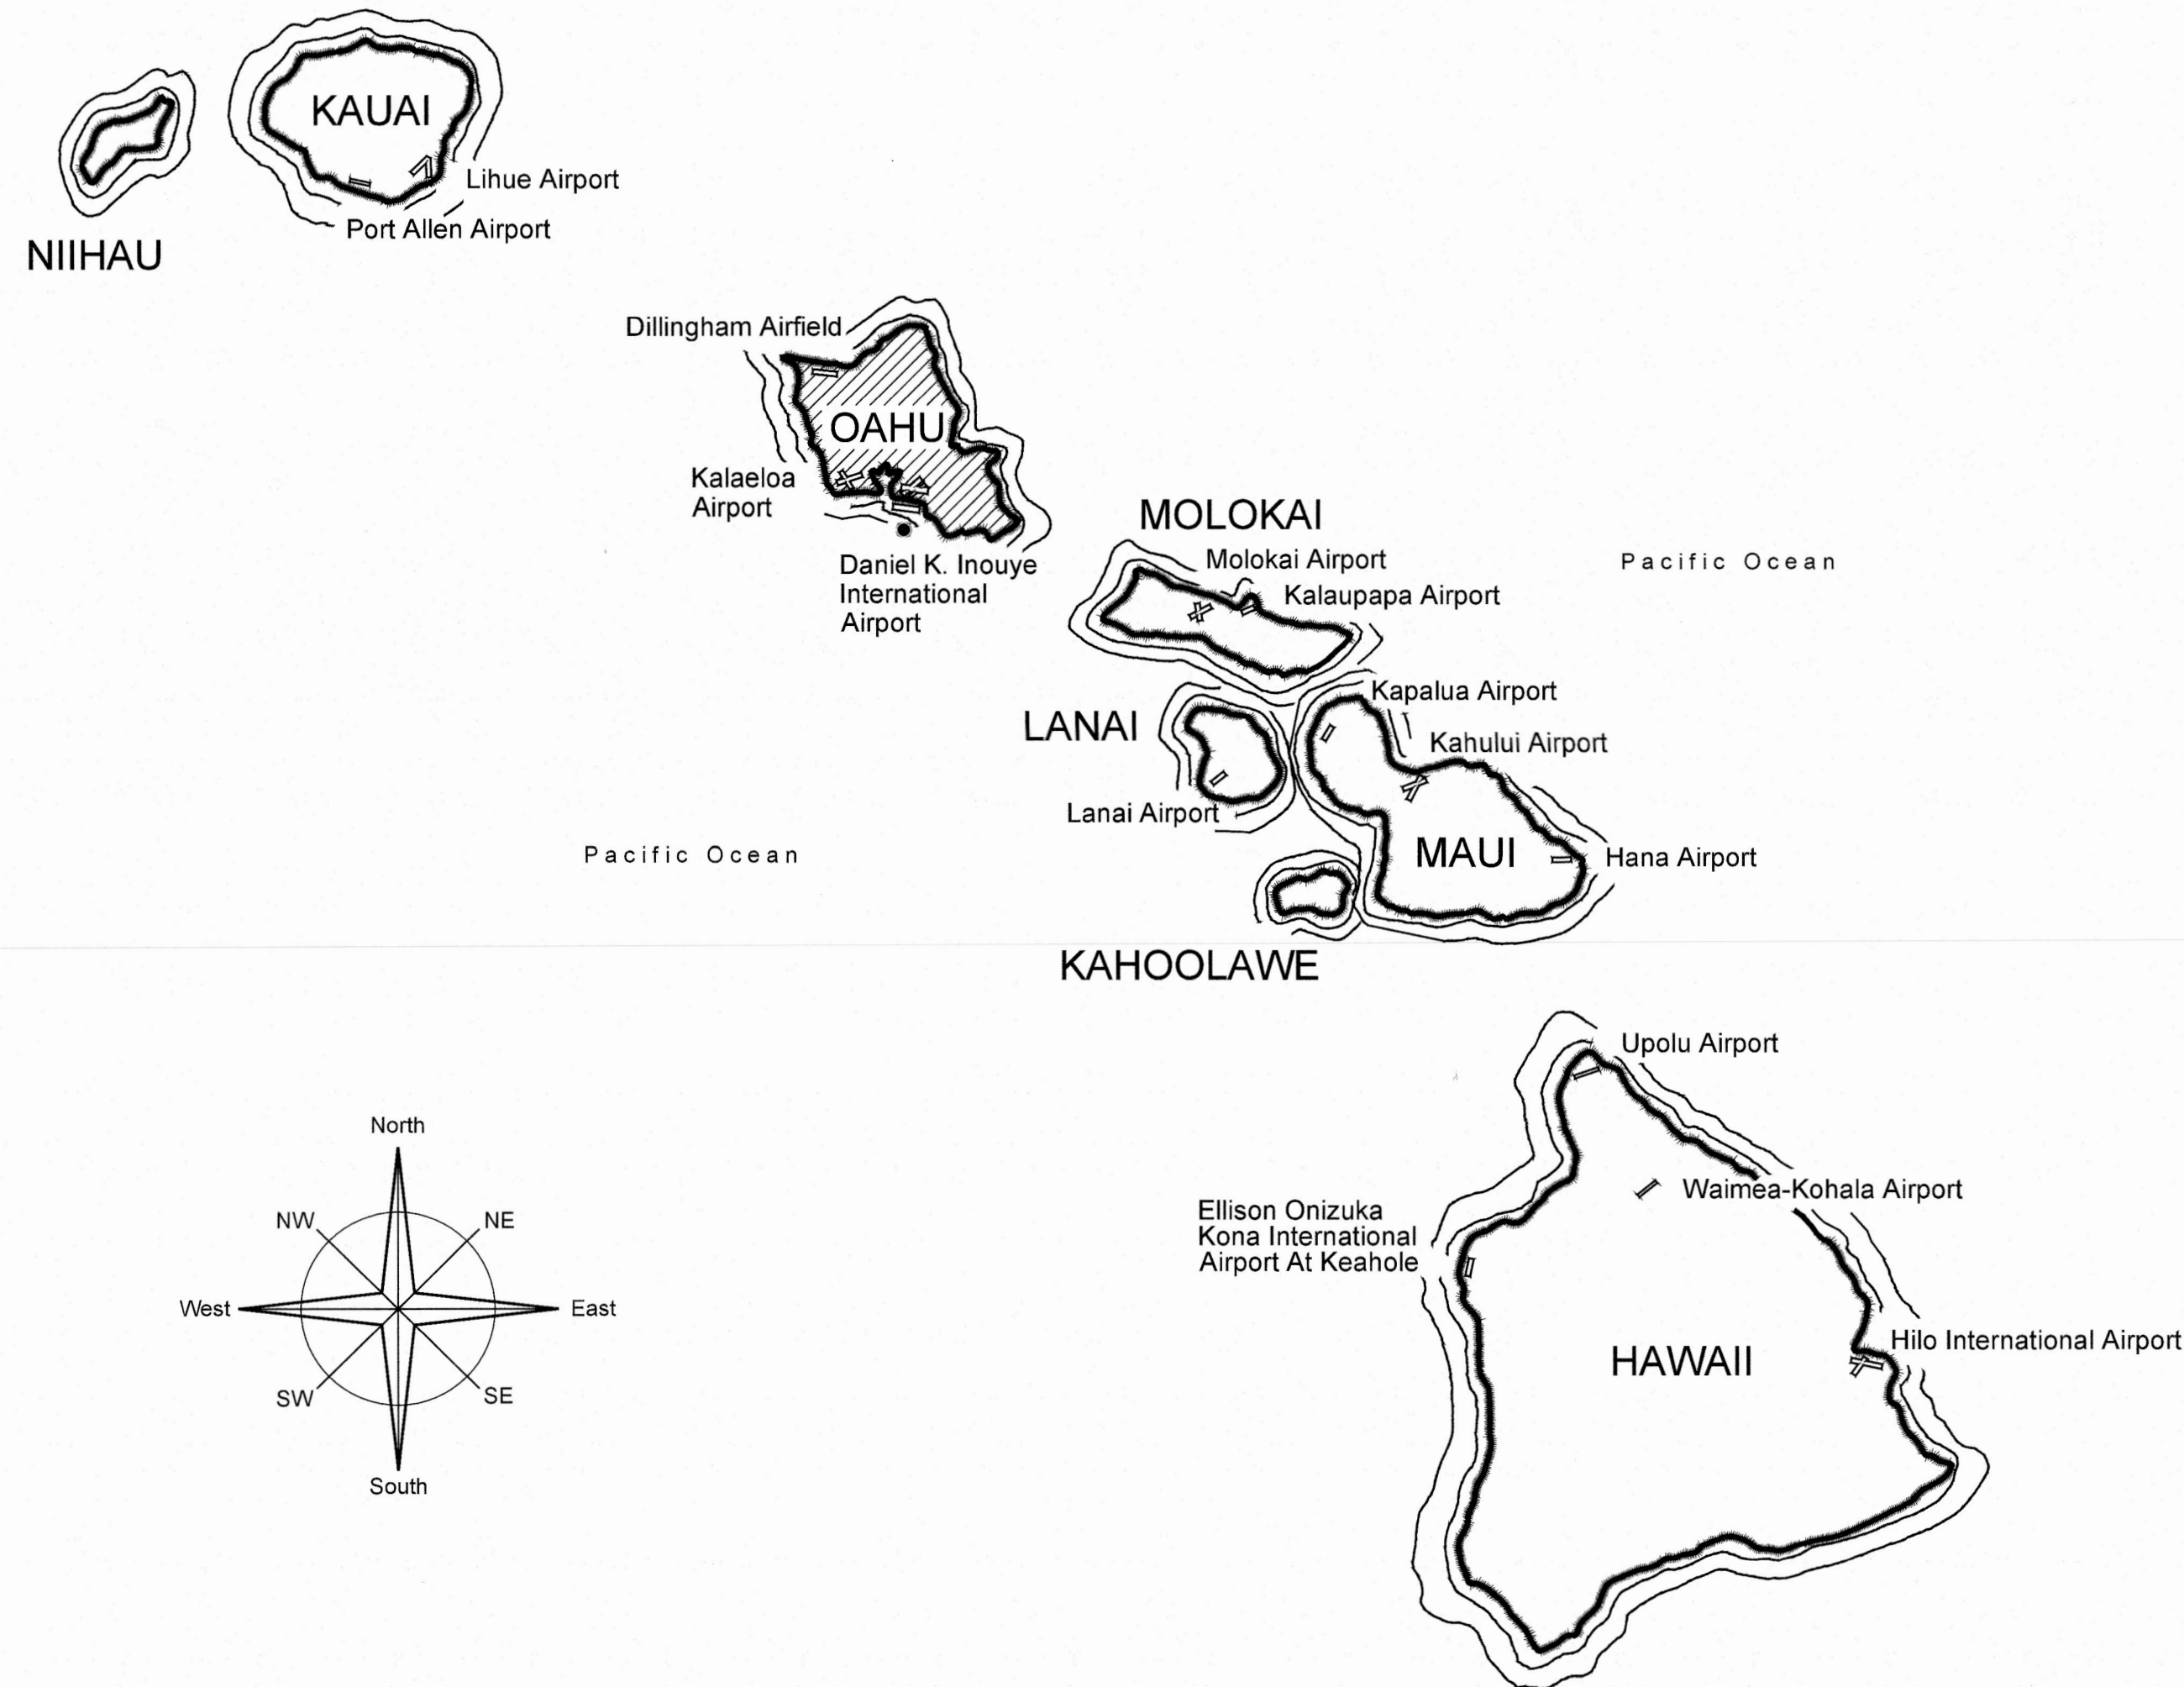 KAUAI
Lihue Airport
Port Allen Airport
NIIHAU
Dillingham Airfield
OAHU
Kalaeloa
Airport
Daniel K. Inouye
International
Airport
MOLOKAI
Molokai Airport
Kalaupapa Airport
Pacific Ocean
Kapalua Airport
LANAI
Kahului Airport
Lanai Airport
Pacific Ocean
MAUI
Hana Airport
KAHOOLAWE
Upolu Airport
Waimea-Kohala Airport
Ellison Onizuka
Kona International
Airport At Keahole
HAWAII
Hilo International Airport
North
NW
NE
West
East
SW
SE
South